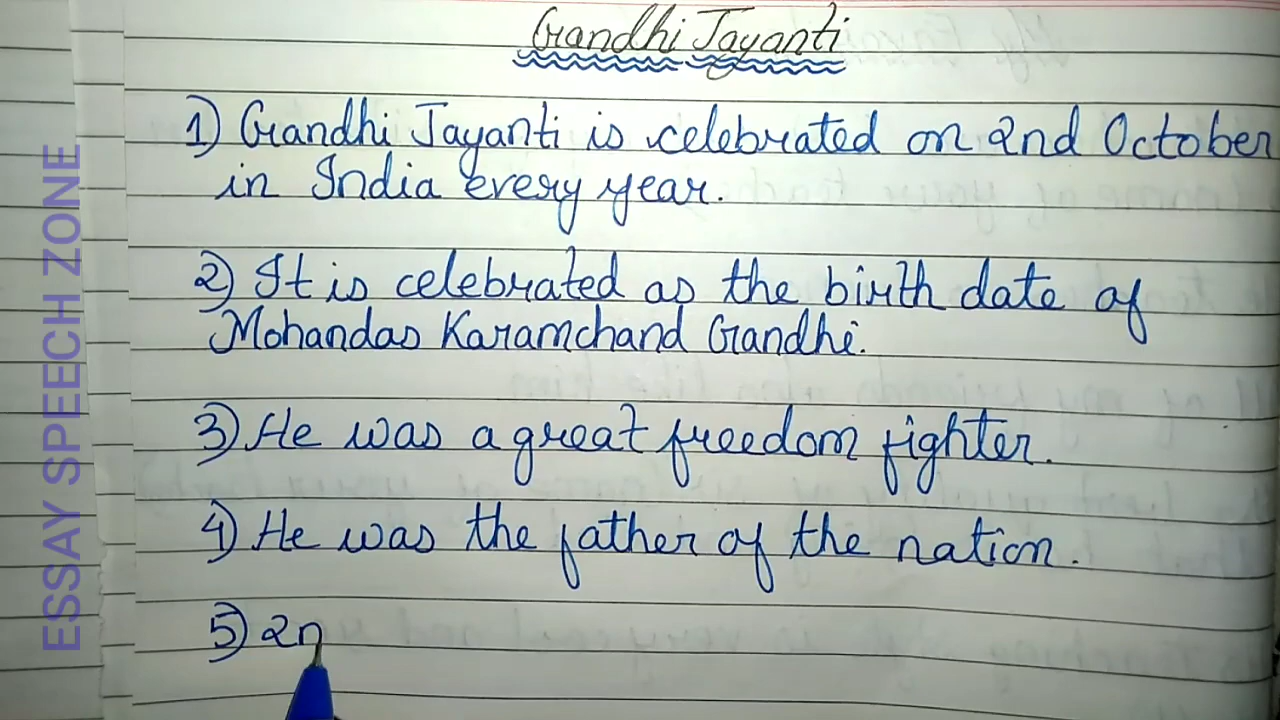 Gandhi Jayanti
1) Gandhi Jayanti is celebrated on 2nd October
in India every year.
2) It is celebrated as the birth date of
Mohandas Karamchand Gandhi.
3) He was a great freedom fighter.
4) He was the father of the nation.
5) 2n
ESSAY SPEECH ZONE